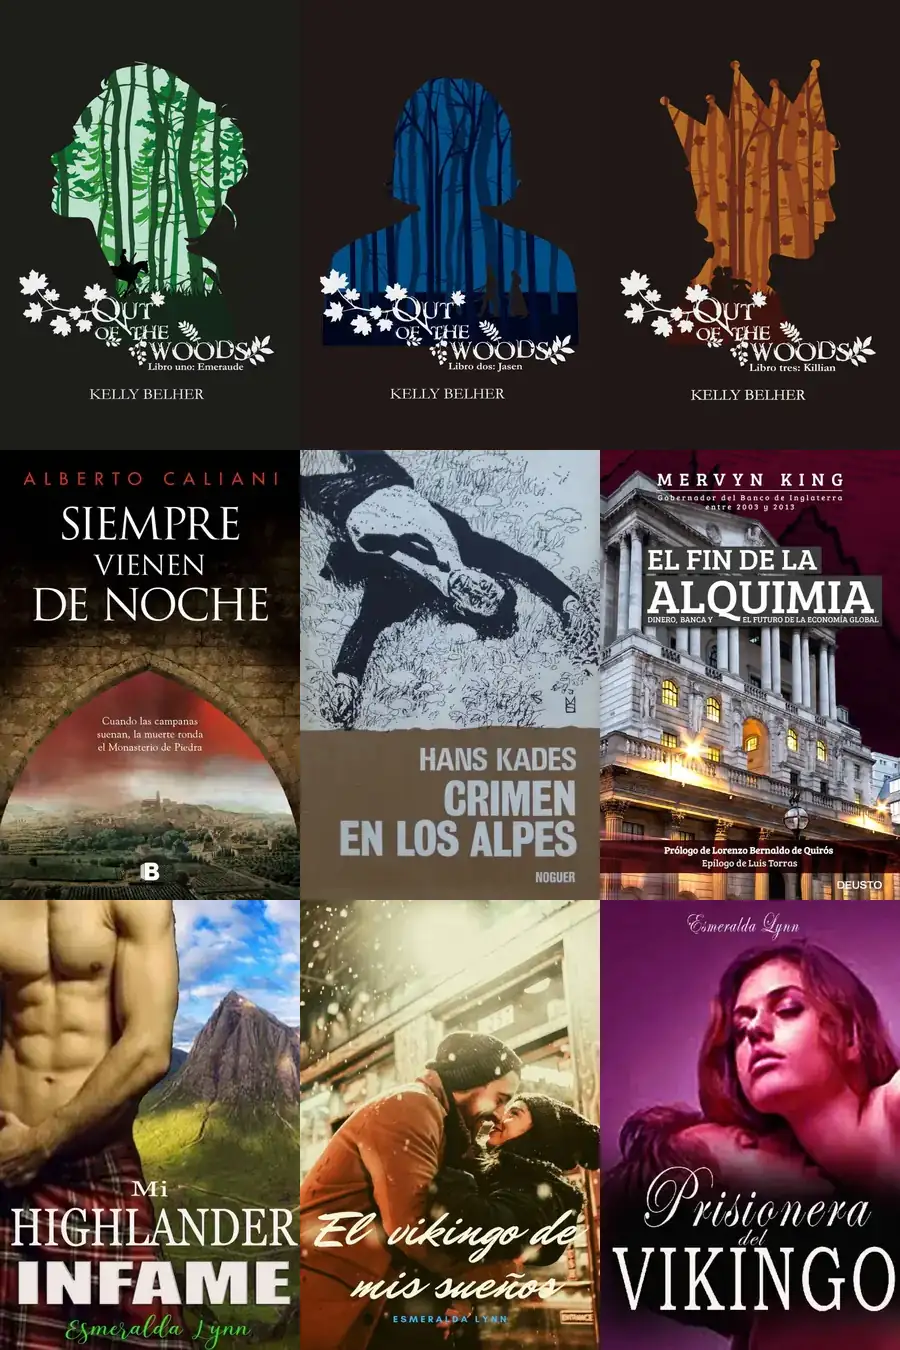 OUT
OF THE
WOODS
Libro uno: Emeraude
KELLY BELHER
OUT
OF THE
WOODS
Libro dos: Jasen
KELLY BELHER
OUT
OF THE
WOODS
Libro tres: Killian
KELLY BELHER
ALBERTO CALIANI
SIEMPRE
VIENEN
DE NOCHE
Cuando las campanas
suenan, la muerte ronda
el Monasterio de Piedra
B
HANS KADES
CRIMEN
EN LOS ALPES
NOGUER
MERVYN KING
Gobernador del Banco de Inglaterra
entre 2003 y 2013
EL FIN DE LA
ALQUIMIA
DINERO, BANCA Y EL FUTURO DE LA ECONOMÍA GLOBAL
Prólogo de Lorenzo Bernaldo de Quirós
Epílogo de Luis Torras
DEUSTO
Mi
HIGHLANDER
INFAME
Esmeralda Lynn
El vikingo de
mis sueños
ESMERALDA LYNN
ENTRANCE
Esmeralda Lynn
Prisionera
del
VIKINGO